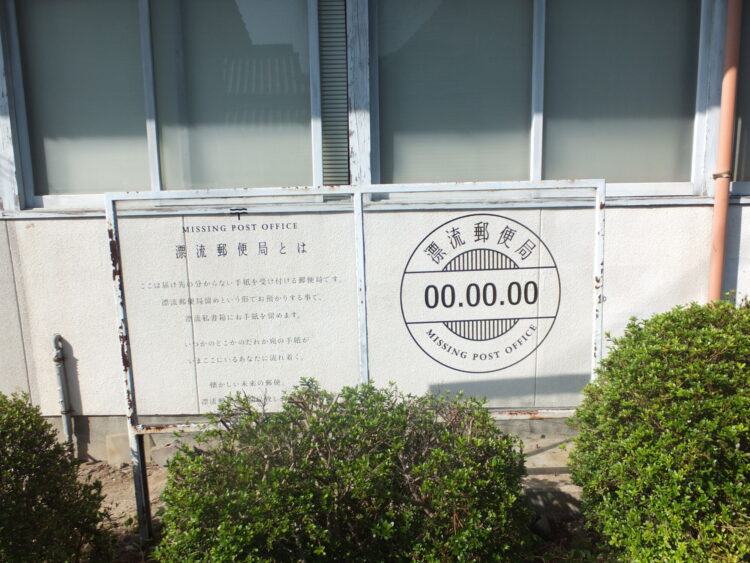 〒
MISSING POST OFFICE
漂流郵便局とは
ここは届け先の分からない手紙を受け付ける郵便局です。
漂流郵便局留めという形でお預かりする事で、
漂流私書箱にお手紙を留めます。
いつかのどこかのだれか宛の手紙が
いまここにいるあなたに流れ着く。
懐かしい未来の郵便、
漂流郵便局
00.00.00
MISSING POST OFFICE